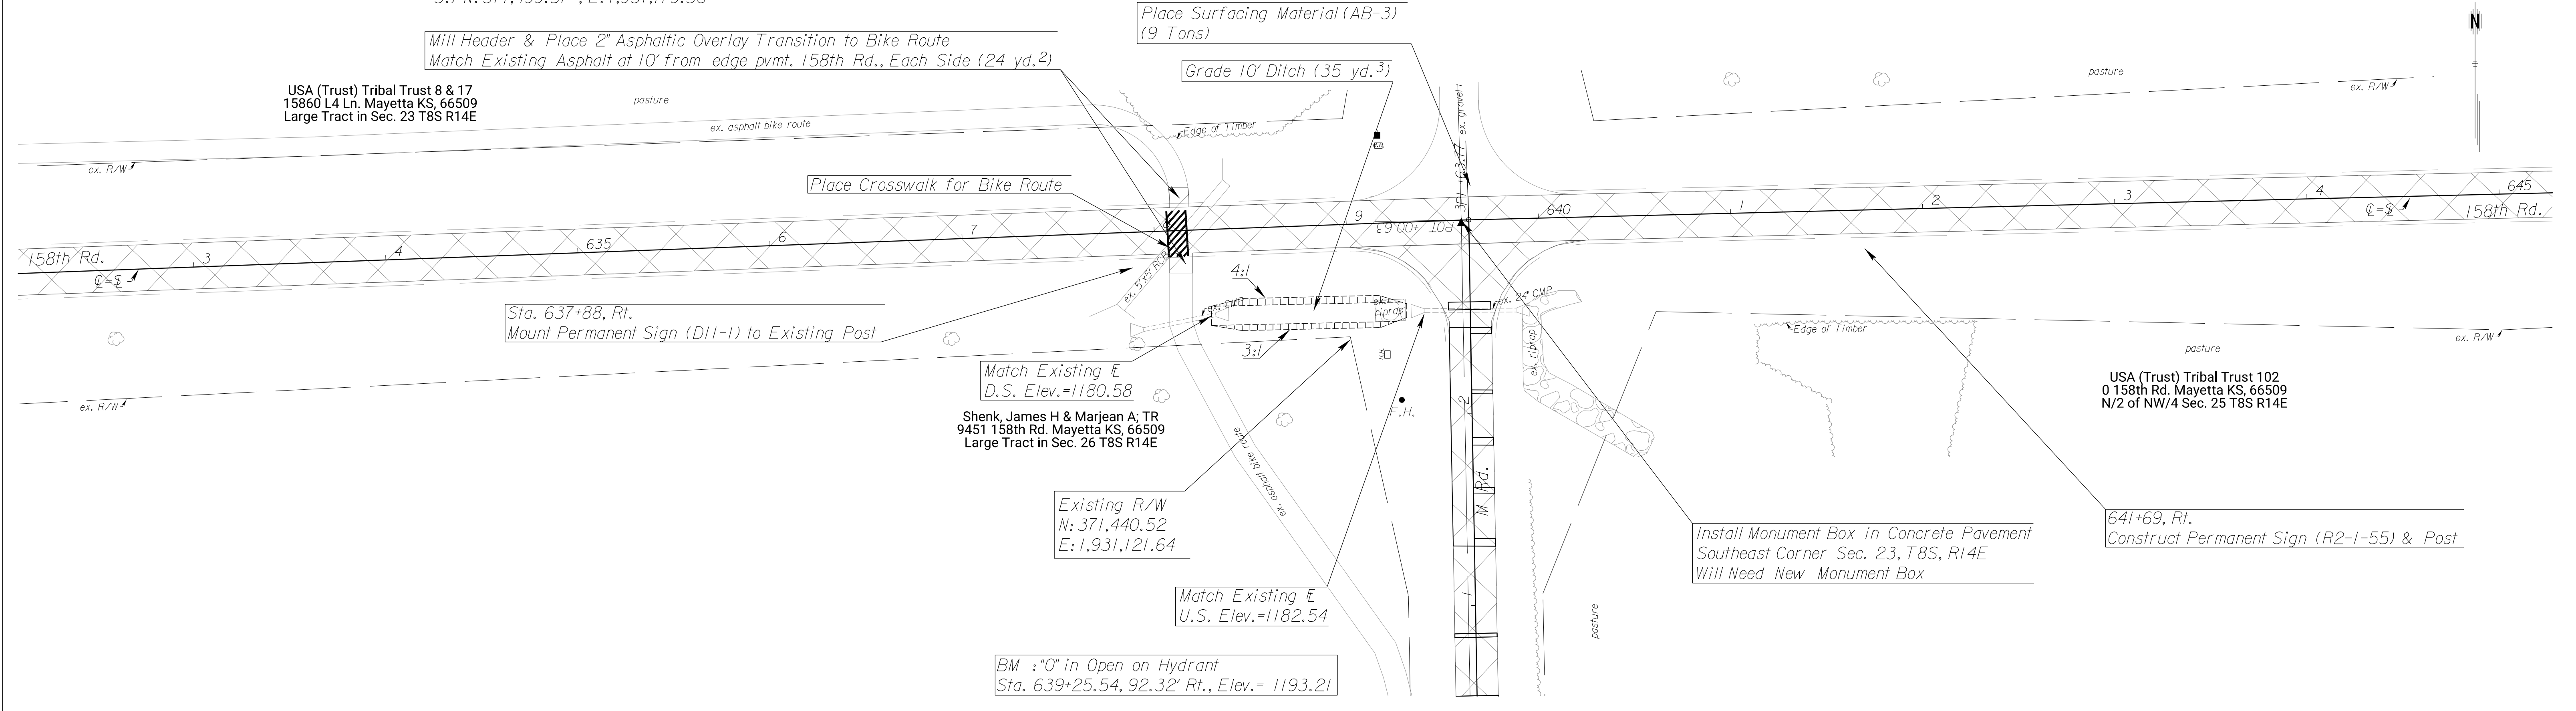 Mill Header & Place 2" Asphaltic Overlay Transition to Bike Route
Match Existing Asphalt at 10' from edge pvmt. 158th Rd., Each Side (24 yd.²)
Place Surfacing Material (AB-3)
(9 Tons)
Grade 10' Ditch (35 yd.³)
N
USA (Trust) Tribal Trust 8 & 17
15860 L4 Ln. Mayetta KS, 66509
Large Tract in Sec. 23 T8S R14E
pasture
ex. asphalt bike route
Edge of Timber
ex. gravel
pasture
ex. R/W
ex. R/W
Place Crosswalk for Bike Route
3PI +63.77
POT +00.63
158th Rd.
3
4
635
6
7
9
640
1
2
3
4
645
158th Rd.
ex. 5'x5' RCB
4:1
ex. CMP
ex.
riprap
ex. 24" CMP
3:1
Sta. 637+88, Rt.
Mount Permanent Sign (D11-1) to Existing Post
Match Existing FL
D.S. Elev.=1180.58
ex. R/W
Shenk, James H & Marjean A; TR
9451 158th Rd. Mayetta KS, 66509
Large Tract in Sec. 26 T8S R14E
ex. asphalt bike route
F.H.
2
M Rd.
1
ex. riprap
Edge of Timber
pasture
ex. R/W
USA (Trust) Tribal Trust 102
0 158th Rd. Mayetta KS, 66509
N/2 of NW/4 Sec. 25 T8S R14E
Existing R/W
N: 371,440.52
E: 1,931,121.64
Install Monument Box in Concrete Pavement
Southeast Corner Sec. 23, T8S, R14E
Will Need New Monument Box
641+69, Rt.
Construct Permanent Sign (R2-1-55) & Post
Match Existing FL
U.S. Elev.=1182.54
pasture
BM :"O" in Open on Hydrant
Sta. 639+25.54, 92.32' Rt., Elev.= 1193.21